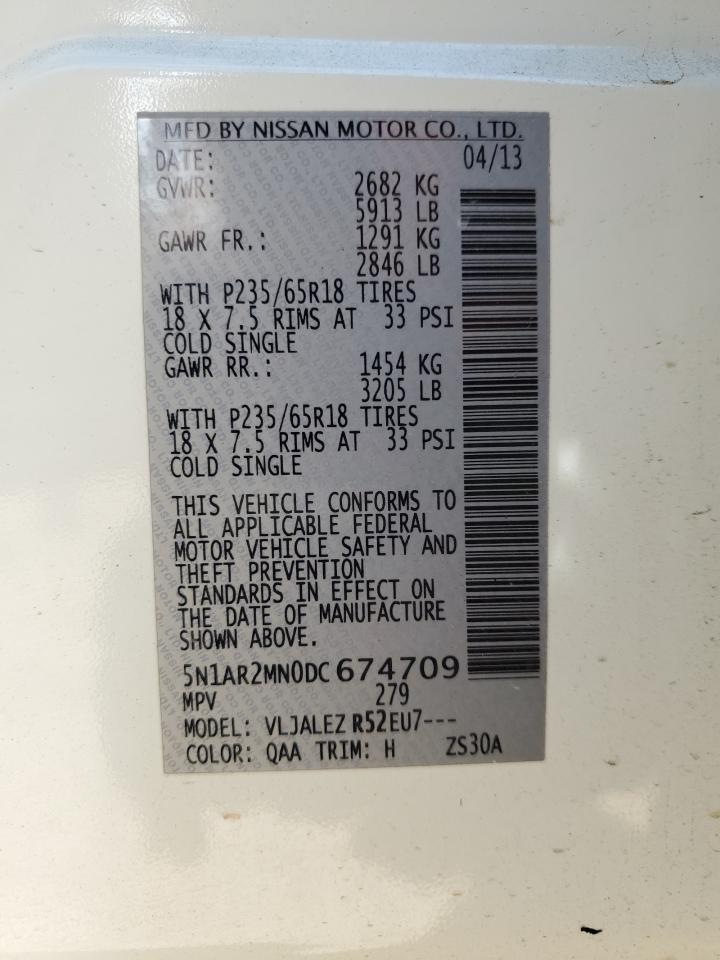 MFD BY NISSAN MOTOR CO., LTD.
DATE: 04/13
GVWR: 2682 KG
5913 LB
GAWR FR.: 1291 KG
2846 LB
WITH P235/65R18 TIRES
18 X 7.5 RIMS AT 33 PSI
COLD SINGLE
GAWR RR.: 1454 KG
3205 LB
WITH P235/65R18 TIRES
18 X 7.5 RIMS AT 33 PSI
COLD SINGLE
THIS VEHICLE CONFORMS TO
ALL APPLICABLE FEDERAL
MOTOR VEHICLE SAFETY AND
THEFT PREVENTION
STANDARDS IN EFFECT ON
THE DATE OF MANUFACTURE
SHOWN ABOVE.
5N1AR2MN0DC674709
MPV 279
MODEL: VLJALEZ R52EU7---
COLOR: QAA TRIM: H ZS30A